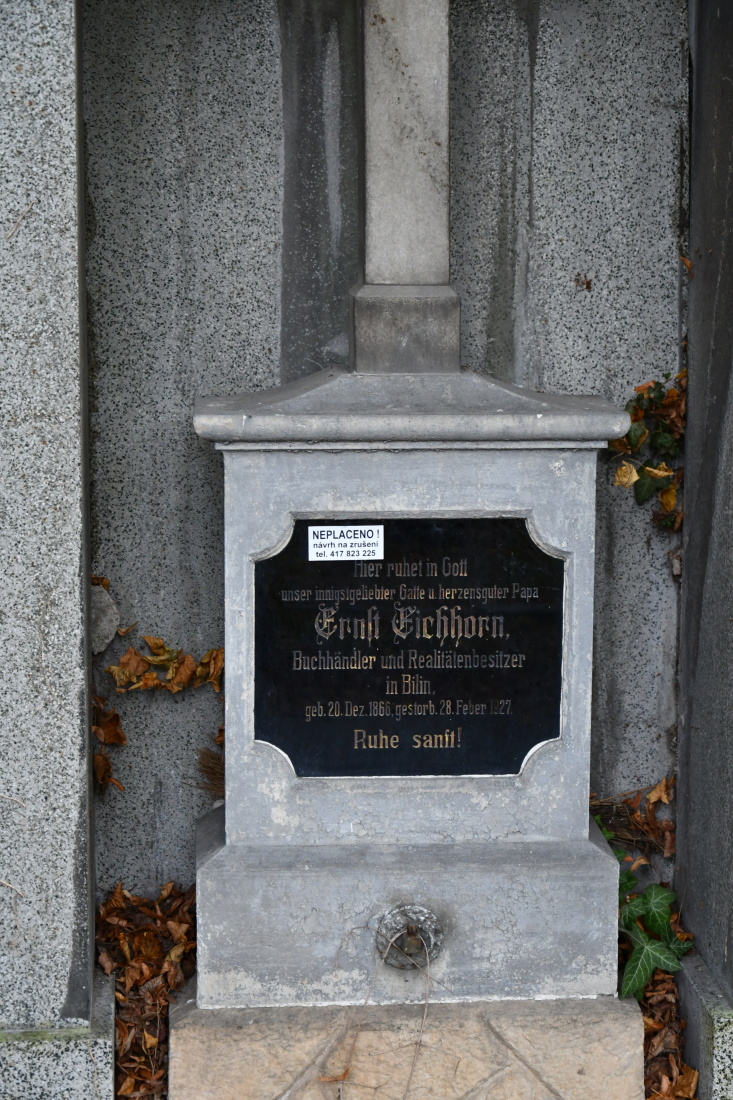 NEPLACENO !
návrh na zrušení
tel. 417 823 225
Hier ruhet in Gott
unser innigstgeliebter Gatte u. herzensguter Papa
Ernst Eichhorn,
Buchhändler und Realitätenbesitzer
in Bilin,
geb. 20. Dez. 1866, gestorb. 28. Feber 1927.
Ruhe sanft!